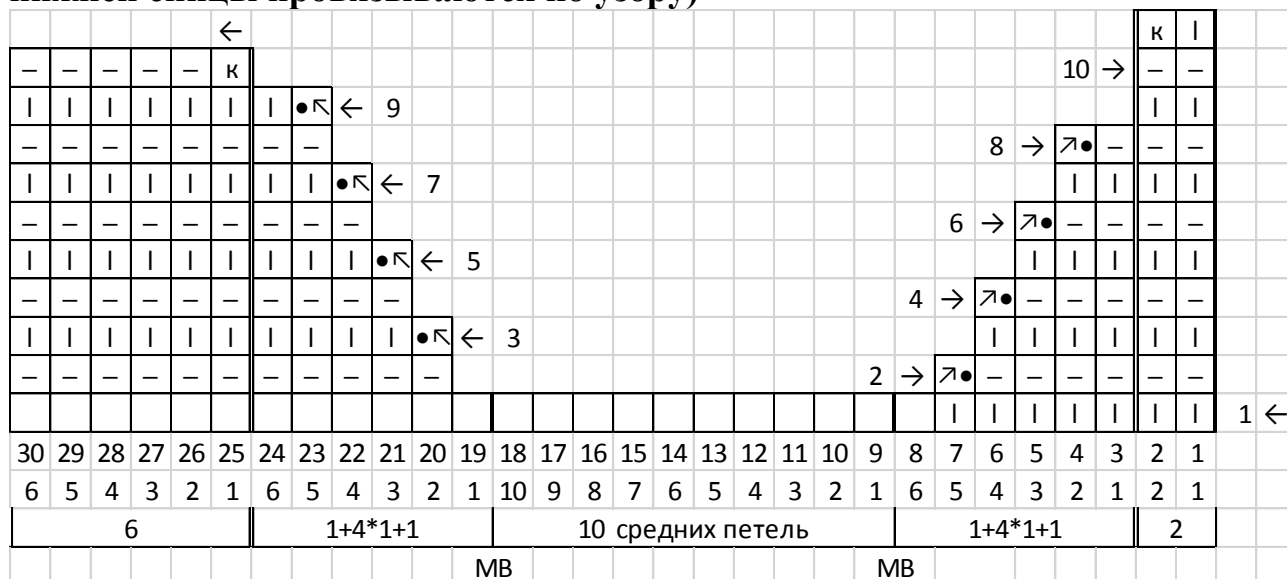 нижней спицы провязываются по узору)
← к I
– – – – – к 10 → – –
I I I I I I I ●↖ ← 9 I I
– – – – – – – – 8 → ↗● – – –
I I I I I I I I ●↖ ← 7 I I I I
– – – – – – – – – 6 → ↗● – – – –
I I I I I I I I I ●↖ ← 5 I I I I I
– – – – – – – – – – 4 → ↗● – – – – –
I I I I I I I I I I ●↖ ← 3 I I I I I I
– – – – – – – – – – – 2 → ↗● – – – – – –
I I I I I I I 1 ←
30 29 28 27 26 25 24 23 22 21 20 19 18 17 16 15 14 13 12 11 10 9 8 7 6 5 4 3 2 1
6 5 4 3 2 1 6 5 4 3 2 1 10 9 8 7 6 5 4 3 2 1 6 5 4 3 2 1 2 1
6 1+4*1+1 10 средних петель 1+4*1+1 2
МВ МВ